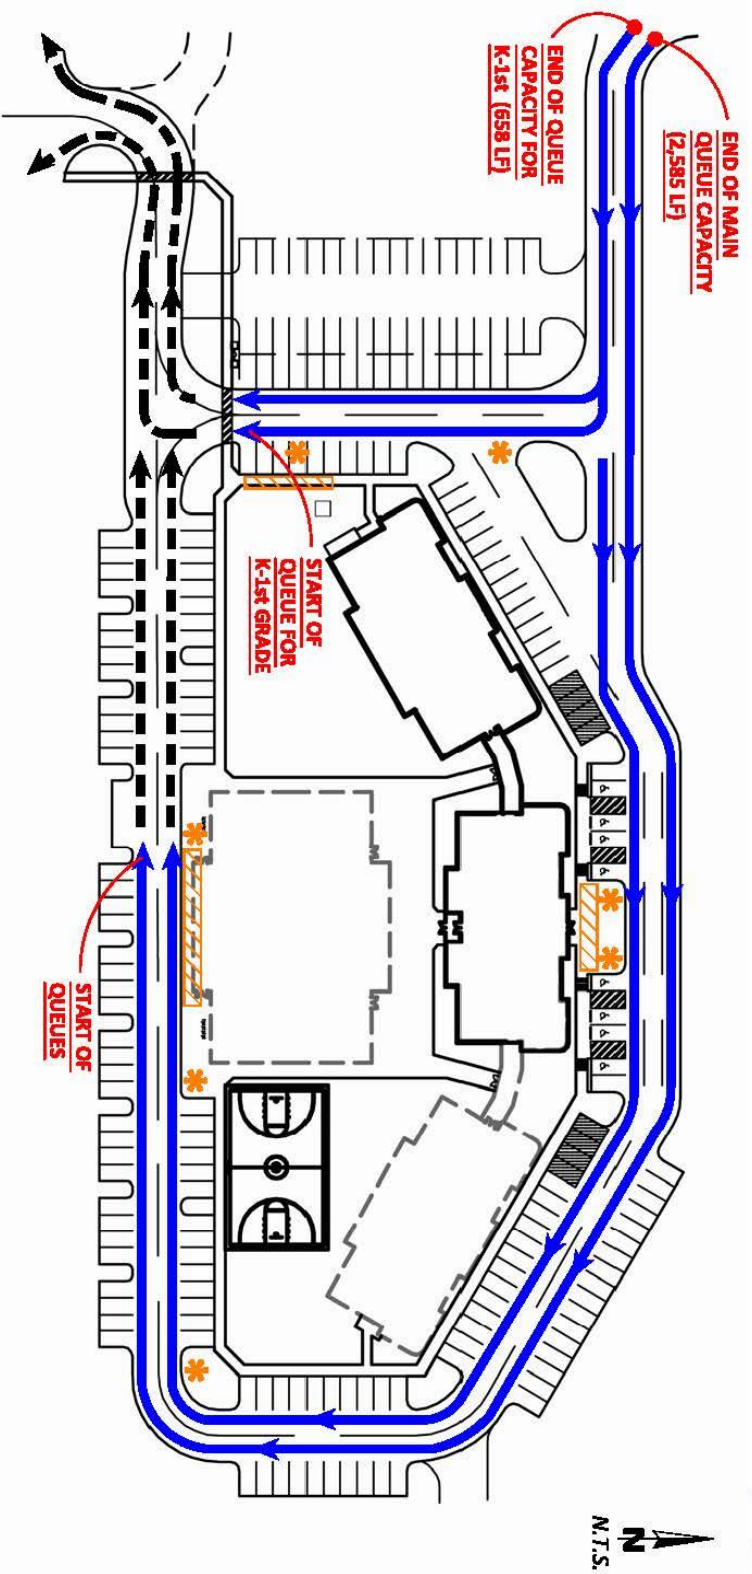 END OF MAIN
QUEUE CAPACITY
(2,585 LF)
END OF QUEUE
CAPACITY FOR
K-1st (658 LF)
START OF
QUEUE FOR
K-1st GRADE
START OF
QUEUES
N
N.T.S.